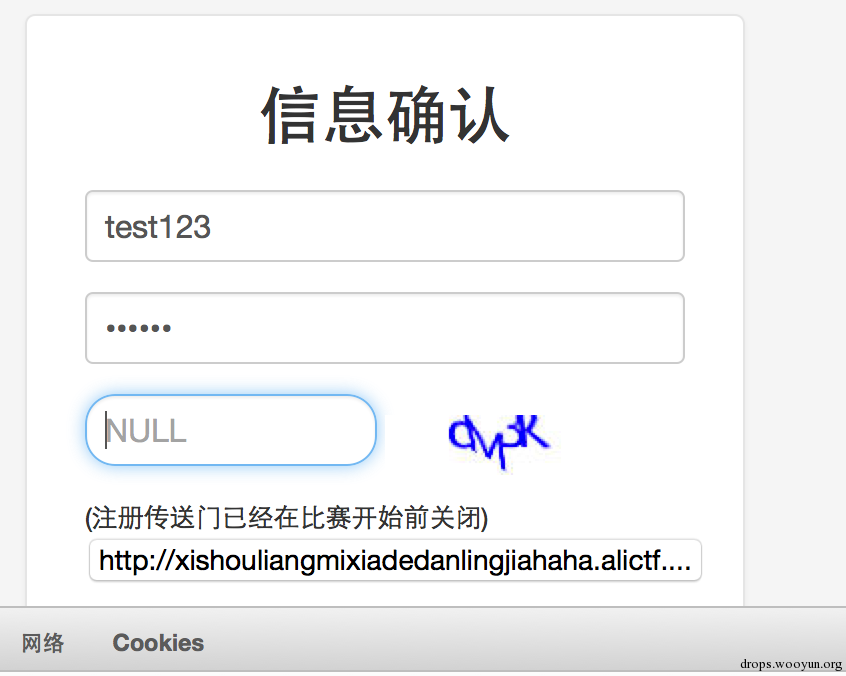 信息确认
test123
••••••
NULL
(注册传送门已经在比赛开始前关闭)
http://xishouliangmixiadedanlingjiahaha.alictf....
网络 Cookies
drops.wooyun.org